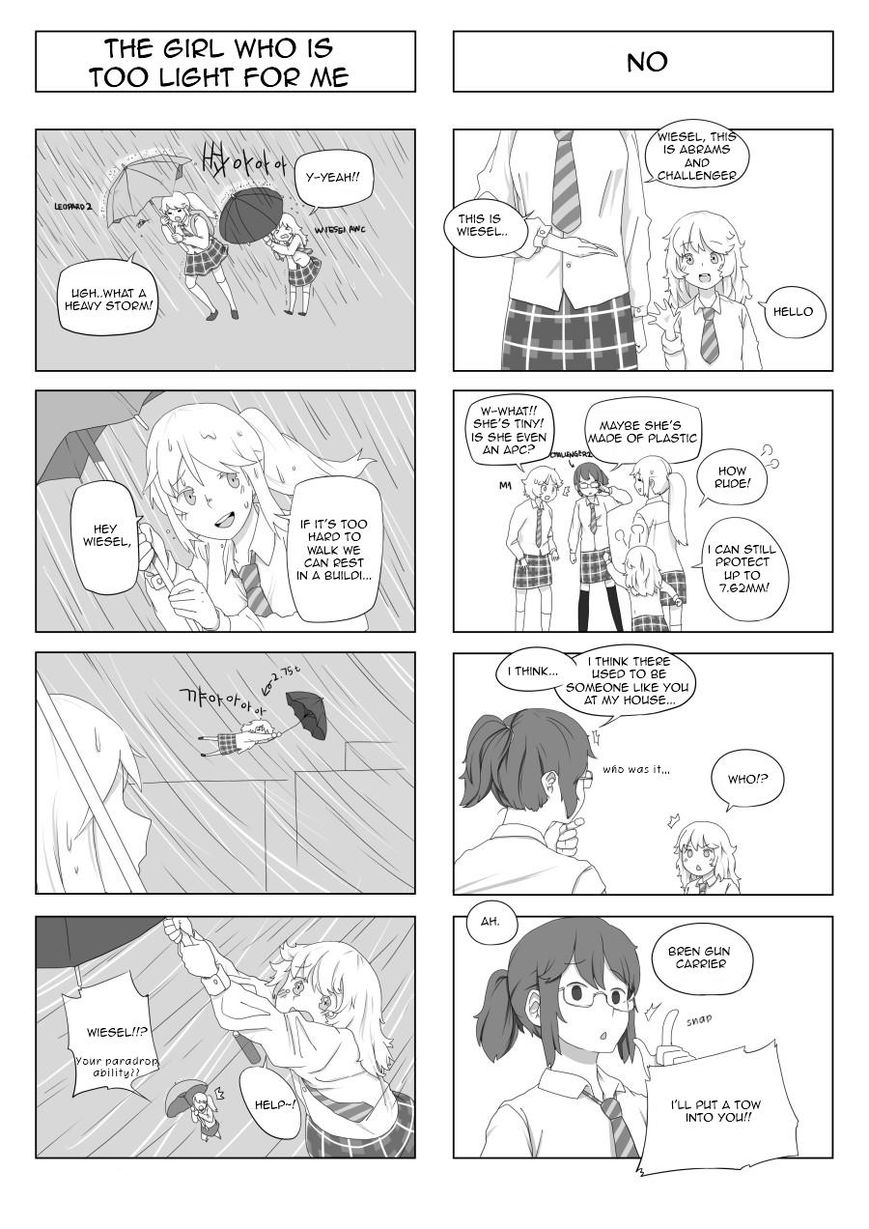 THE GIRL WHO IS
TOO LIGHT FOR ME
빠아아아
Y-YEAH!!
LEOPARD 2
WIESEL AWC
UGH..WHAT A
HEAVY STORM!
HEY
WIESEL,
IF IT'S TOO
HARD TO
WALK WE
CAN REST
IN A BUILDI...
2.75t
꺄아아아아
WIESEL!!?
Your paradrop
ability??
HELP~!
NO
WIESEL, THIS
IS ABRAMS
AND
CHALLENGER
THIS IS
WIESEL..
HELLO
W-WHAT!!
SHE'S TINY!
IS SHE EVEN
AN APC?
MAYBE SHE'S
MADE OF PLASTIC
CHALLENGER2
M1
HOW
RUDE!
I CAN STILL
PROTECT
UP TO
7.62MM!
I THINK...
I THINK THERE
USED TO BE
SOMEONE LIKE YOU
AT MY HOUSE...
who was it...
WHO!?
AH.
BREN GUN
CARRIER
snap
I'LL PUT A TOW
INTO YOU!!